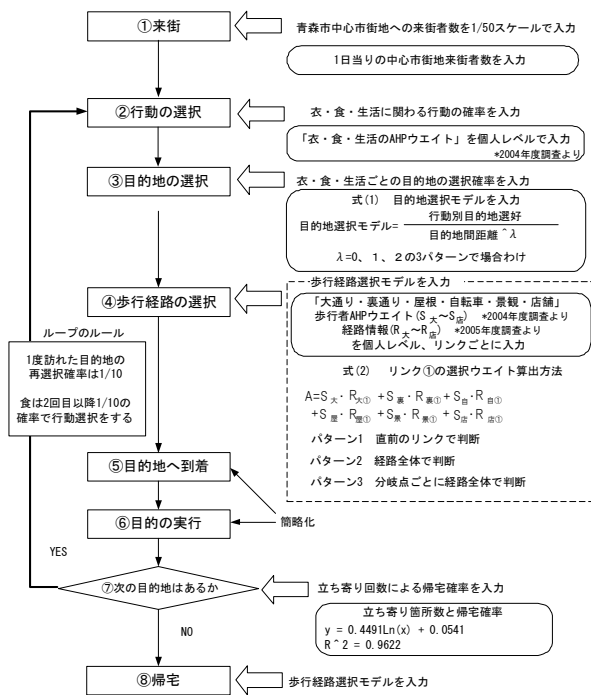 ①来街
青森市中心市街地への来街者数を1/50スケールで入力
1日当りの中心市街地来街者数を入力
②行動の選択
衣・食・生活に関わる行動の確率を入力
「衣・食・生活のAHPウエイト」を個人レベルで入力
*2004年度調査より
③目的地の選択
衣・食・生活ごとの目的地の選択確率を入力
式(1) 目的地選択モデルを入力
目的地選択モデル= 行動別目的地選好
目的地間距離^λ
λ=0、1、2の3パターンで場合わけ
歩行経路選択モデルを入力
④歩行経路の選択
「大通り・裏通り・屋根・自転車・景観・店舗」
歩行者AHPウエイト(S大~S店) *2004年度調査より
経路情報(R大~R店) *2005年度調査より
を個人レベル、リンクごとに入力
式(2) リンク①の選択ウエイト算出方法
A=S大・R大①+S裏・R裏①+S自・R自①
+S屋・R屋①+S景・R景①+S店・R店①
パターン1 直前のリンクで判断
パターン2 経路全体で判断
パターン3 分岐点ごとに経路全体で判断
ループのルール
1度訪れた目的地の
再選択確率は1/10
食は2回目以降1/10の
確率で行動選択をする
⑤目的地へ到着
簡略化
⑥目的の実行
YES
⑦次の目的地はあるか
立ち寄り回数による帰宅確率を入力
立ち寄り箇所数と帰宅確率
y = 0.4491Ln(x) + 0.0541
R^2 = 0.9622
NO
⑧帰宅
歩行経路選択モデルを入力